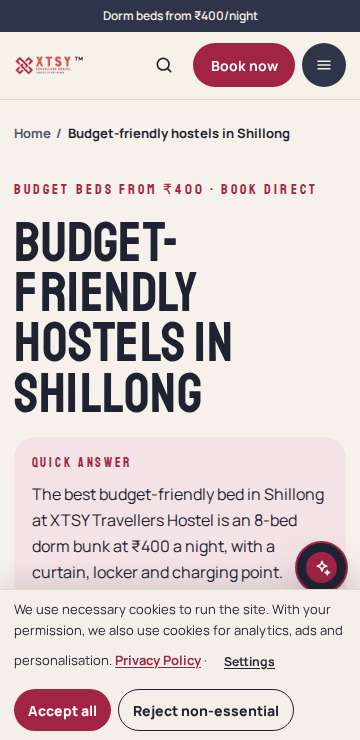 Dorm beds from ₹400/night
XTSY™
Book now
Home / Budget-friendly hostels in Shillong
BUDGET BEDS FROM ₹400 · BOOK DIRECT
BUDGET-
FRIENDLY
HOSTELS IN
SHILLONG
QUICK ANSWER
The best budget-friendly bed in Shillong
at XTSY Travellers Hostel is an 8-bed
dorm bunk at ₹400 a night, with a
curtain, locker and charging point.
We use necessary cookies to run the site. With your
permission, we also use cookies for analytics, ads and
personalisation. Privacy Policy · Settings
Accept all
Reject non-essential